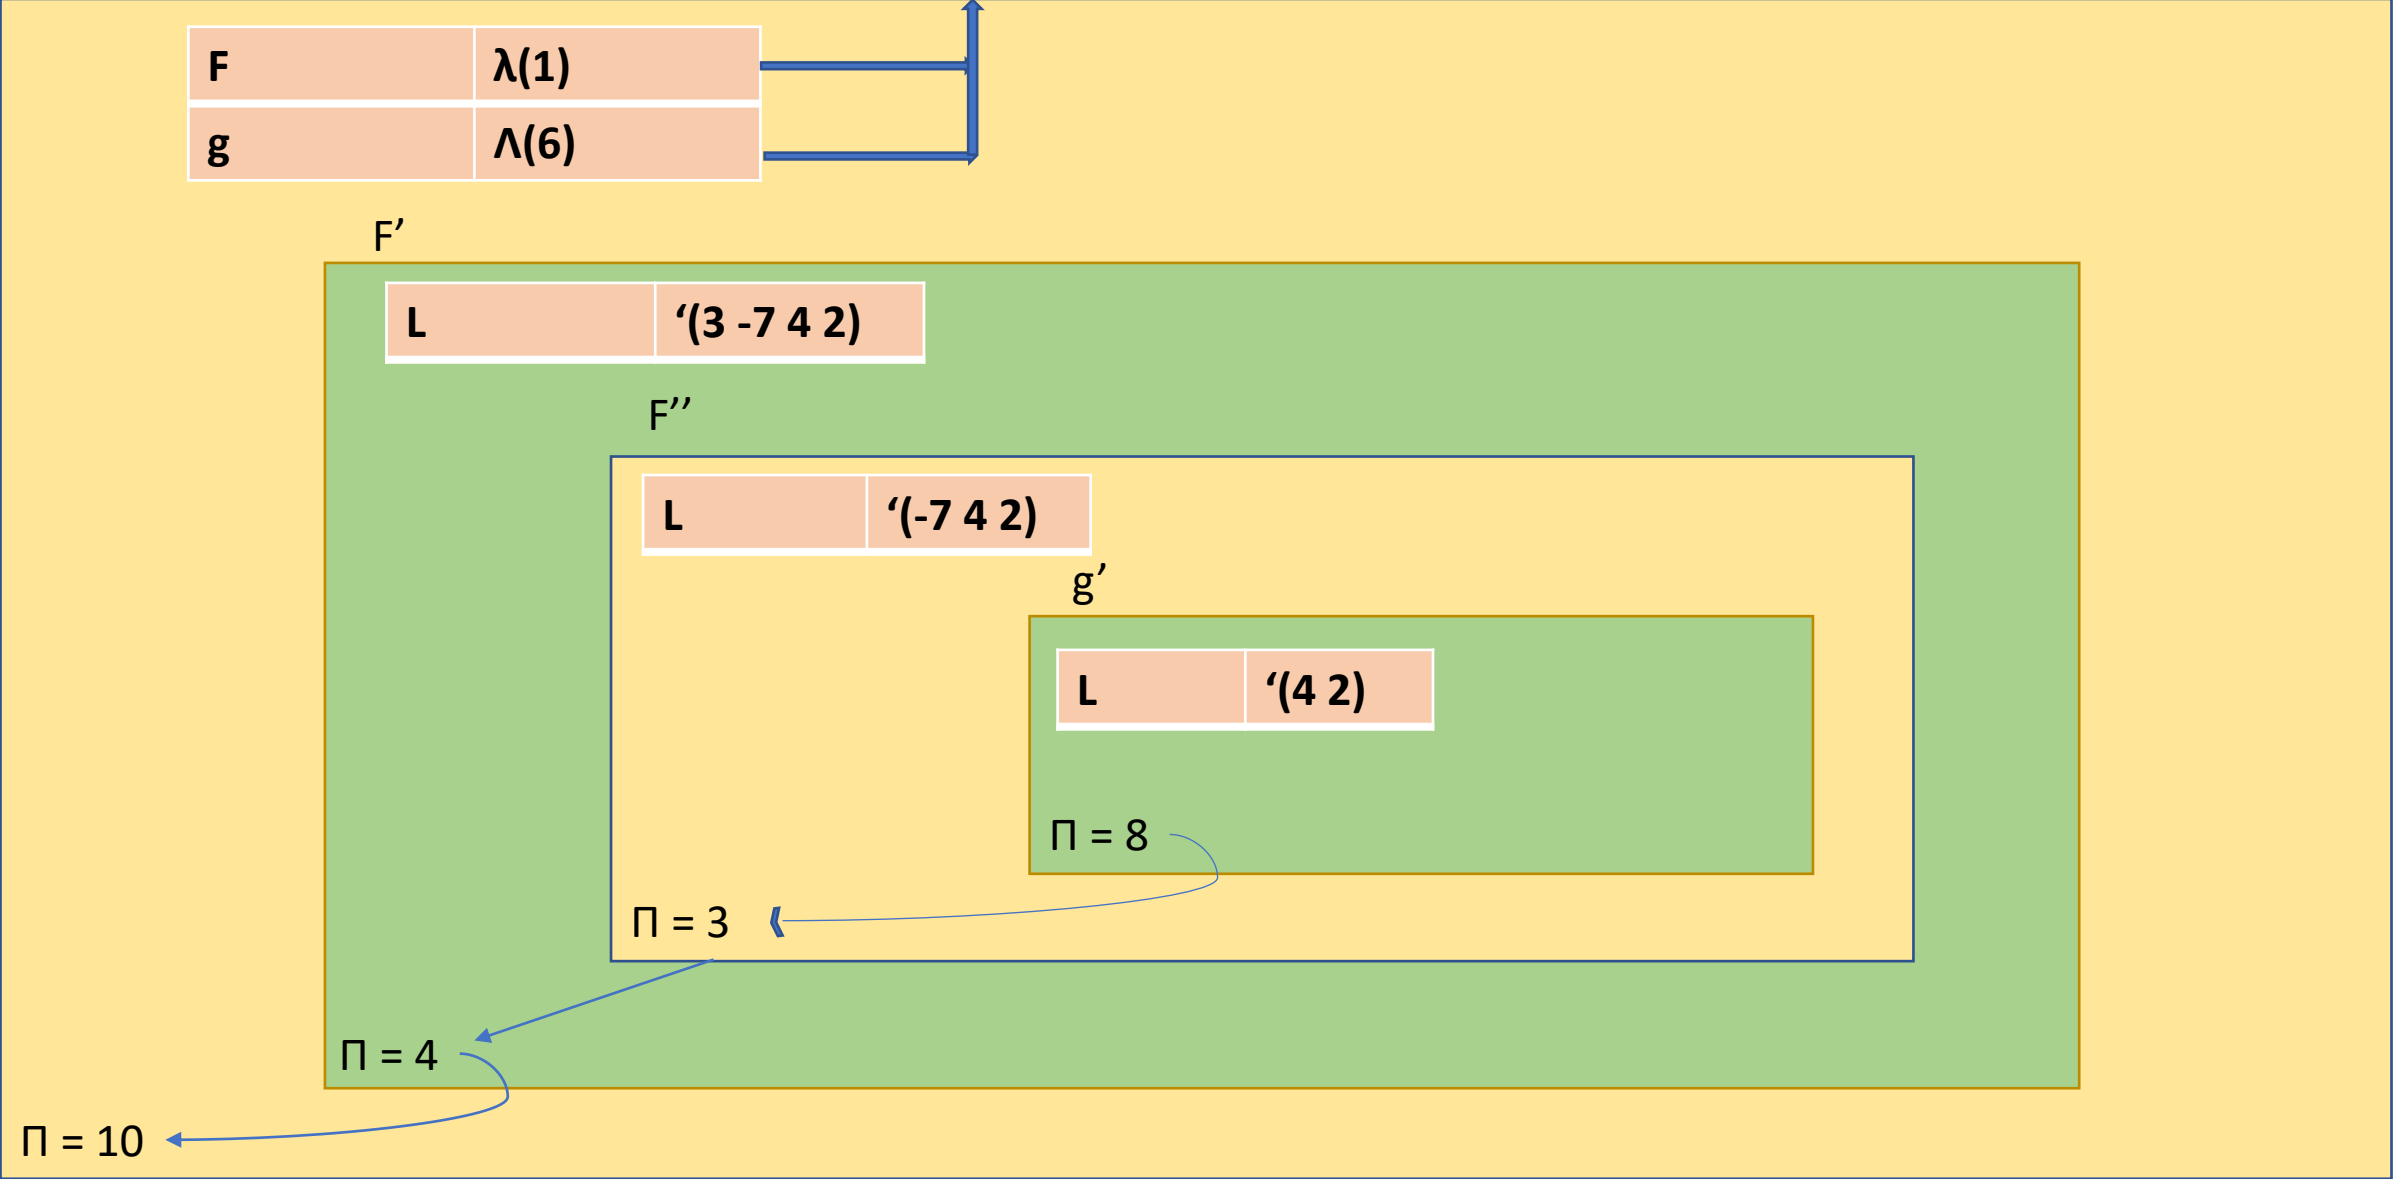 F λ(1)
g Λ(6)
F’
L ‘(3 -7 4 2)
F’’
L ‘(-7 4 2)
g’
L ‘(4 2)
Π = 8
Π = 3
Π = 4
Π = 10